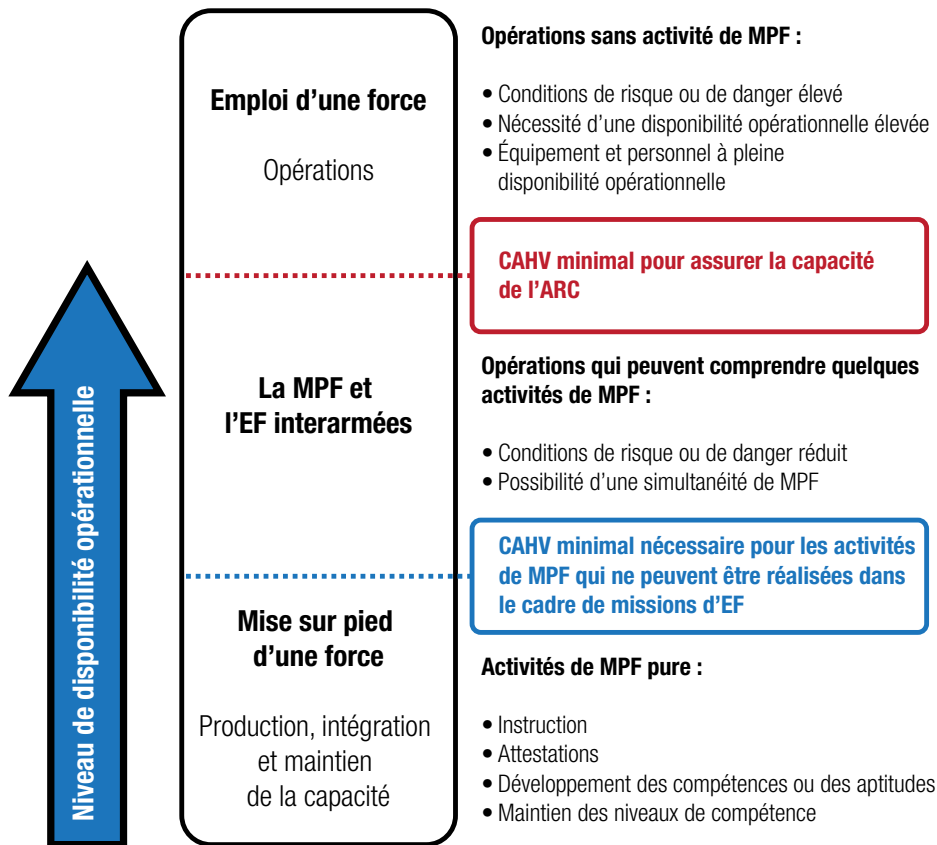 Niveau de disponibilité opérationnelle
Emploi d’une force
Opérations
La MPF et
l’EF interarmées
Mise sur pied
d’une force
Production, intégration
et maintien
de la capacité
Opérations sans activité de MPF :
• Conditions de risque ou de danger élevé
• Nécessité d’une disponibilité opérationnelle élevée
• Équipement et personnel à pleine
disponibilité opérationnelle
CAHV minimal pour assurer la capacité
de l’ARC
Opérations qui peuvent comprendre quelques
activités de MPF :
• Conditions de risque ou de danger réduit
• Possibilité d’une simultanéité de MPF
CAHV minimal nécessaire pour les activités
de MPF qui ne peuvent être réalisées dans
le cadre de missions d’EF
Activités de MPF pure :
• Instruction
• Attestations
• Développement des compétences ou des aptitudes
• Maintien des niveaux de compétence